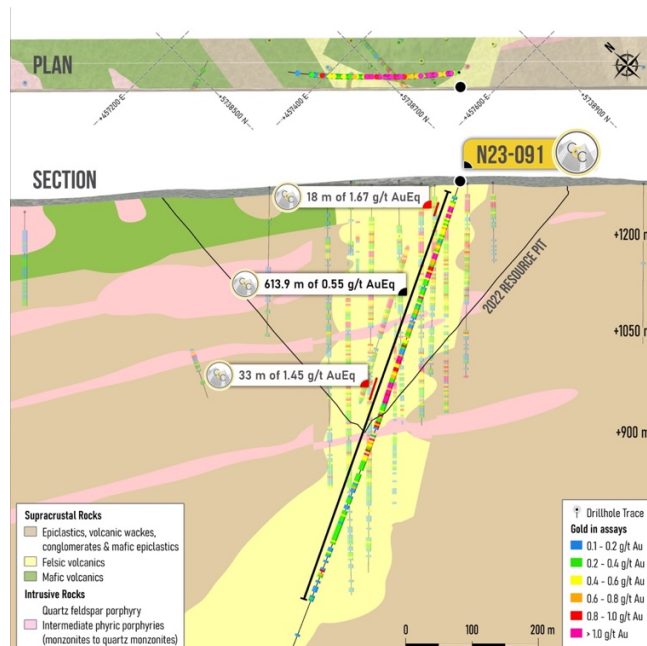 PLAN
N
+457200 E
+5738500 N
+457400 E
+5738700 N
+457600 E
+5738900 N
N23-091
SECTION
18 m of 1.67 g/t AuEq
+1200
613.9 m of 0.55 g/t AuEq
2022 RESOURCE PIT
+1050
33 m of 1.45 g/t AuEq
+900 m
Supracrustal Rocks
Epiclastics, volcanic wackes,
conglomerates & mafic epiclastics
Felsic volcanics
Mafic volcanics
Intrusive Rocks
Quartz feldspar porphyry
Intermediate phyric porphyries
(monzonites to quartz monzonites)
Drillhole Trace
Gold in assays
0.1 - 0.2 g/t Au
0.2 - 0.4 g/t Au
0.4 - 0.6 g/t Au
0.6 - 0.8 g/t Au
0.8 - 1.0 g/t Au
> 1.0 g/t Au
0 100 200 m